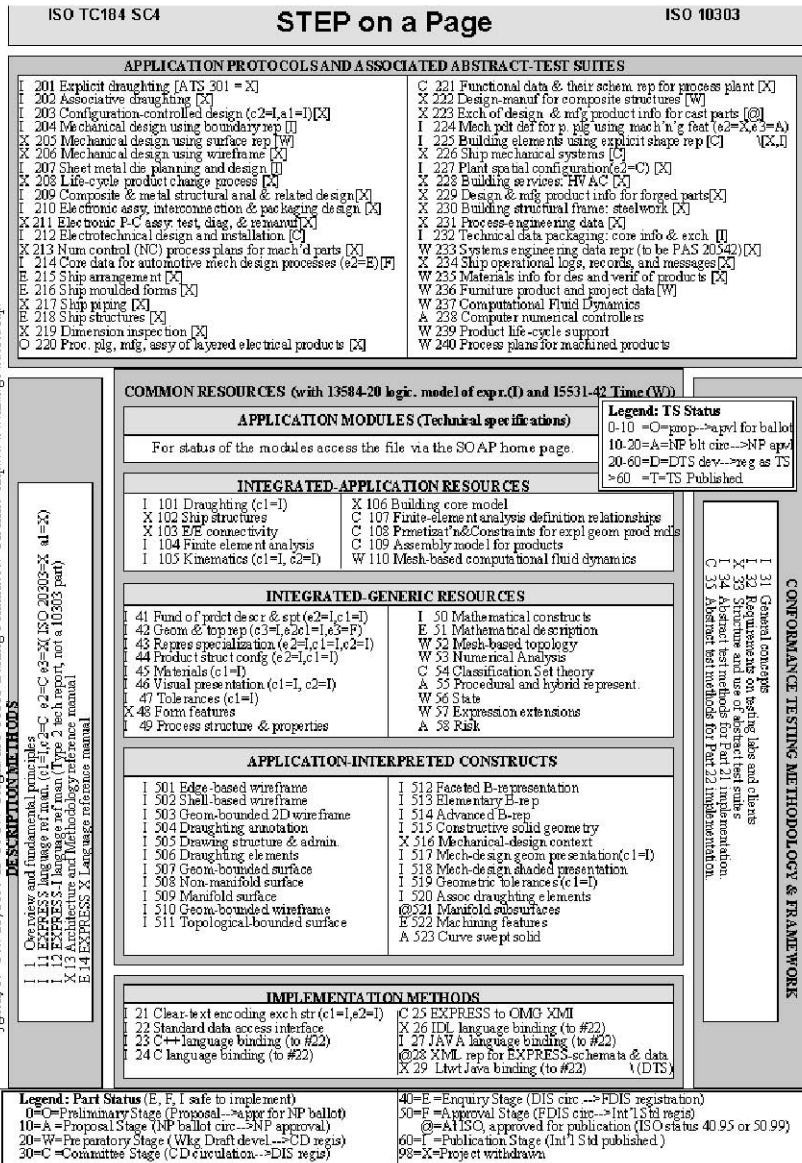 ISO TC184 SC4
STEP on a Page
ISO 10303
APPLICATION PROTOCOLS AND ASSOCIATED ABSTRACT-TEST SUITES
I 201 Explicit draughting [ATS 301 = X]
I 202 Associative draughting [X]
I 203 Configuration-controlled design (c2=I,a1=I)[X]
I 204 Mechanical design using boundary rep [I]
X 205 Mechanical design using surface rep [W]
X 206 Mechanical design using wireframe [X]
I 207 Sheet metal die planning and design [I]
X 208 Life-cycle product change process [X]
I 209 Composite & metal structural anal & related design[X]
I 210 Electronic assy, interconnection & packaging design [X]
X 211 Electronic P-C assy: test, diag, & remanuf[X]
I 212 Electrotechnical design and installation [C]
X 213 Num control (NC) process plans for mach'd parts [X]
I 214 Core data for automotive mech design processes (e2=E)[F]
E 215 Ship arrangement [X]
E 216 Ship moulded forms [X]
X 217 Ship piping [X]
E 218 Ship structures [X]
X 219 Dimension inspection [X]
O 220 Proc. plg, mfg, assy of layered electrical products [X]
C 221 Functional data & their schem rep for process plant [X]
X 222 Design-manuf for composite structures [W]
X 223 Exch of design & mfg product info for cast parts [@]
I 224 Mech pdt def for p. plg using mach'n'g feat (e2=X,e3=A)
I 225 Building elements using explicit shape rep [C] \[X,I]
X 226 Ship mechanical systems [C]
I 227 Plant spatial configuration(e2=C) [X]
X 228 Building services: HVAC [X]
X 229 Design & mfg product info for forged parts[X]
X 230 Building structural frame: steelwork [X]
X 231 Process-engineering data [X]
I 232 Technical data packaging: core info & exch [I]
W 233 Systems engineering data repr (to be PAS 20542)[X]
X 234 Ship operational logs, records, and messages[X]
W 235 Materials info for des and verif of products [X]
W 236 Furniture product and project data[W]
W 237 Computational Fluid Dynamics
A 238 Computer numerical controllers
W 239 Product life-cycle support
W 240 Process plans for machined products
COMMON RESOURCES (with 13584-20 logic. model of expr.(I) and 15531-42 Time(W))
APPLICATION MODULES (Technical specifications)
For status of the modules access the file via the SOAP home page.
Legend: TS Status
0-10 =O=prop-->apvl for ballot
10-20=A=NP blt circ-->NP apvl
20-60=D=DTS dev-->reg as TS
>60 =T=TS Published
INTEGRATED-APPLICATION RESOURCES
I 101 Draughting (c1=I)
X 102 Ship structures
X 103 E/E connectivity
I 104 Finite element analysis
I 105 Kinematics (c1=I, c2=I)
X 106 Building core model
C 107 Finite-element analysis definition relationships
C 108 Prmetizat'n&Constraints for expl geom prod mdls
C 109 Assembly model for products
W 110 Mesh-based computational fluid dynamics
INTEGRATED-GENERIC RESOURCES
I 41 Fund of prdct descr & spt (e2=I,c1=I)
I 42 Geom & top rep (c3=I,e2c1=I,e3=F)
I 43 Repres specialization (e2=I,c1=I,c2=I)
I 44 Product struct confg (e2=I,c1=I)
I 45 Materials (c1=I)
I 46 Visual presentation (c1=I, c2=I)
I 47 Tolerances (c1=I)
X 48 Form features
I 49 Process structure & properties
I 50 Mathematical constructs
E 51 Mathematical description
W 52 Mesh-based topology
W 53 Numerical Analysis
C 54 Classification Set theory
A 55 Procedural and hybrid represent.
W 56 State
W 57 Expression extensions
A 58 Risk
APPLICATION-INTERPRETED CONSTRUCTS
I 501 Edge-based wireframe
I 502 Shell-based wireframe
I 503 Geom-bounded 2D wireframe
I 504 Draughting annotation
I 505 Drawing structure & admin.
I 506 Draughting elements
I 507 Geom-bounded surface
I 508 Non-manifold surface
I 509 Manifold surface
I 510 Geom-bounded wireframe
I 511 Topological-bounded surface
I 512 Faceted B-representation
I 513 Elementary B-rep
I 514 Advanced B-rep
I 515 Constructive solid geometry
X 516 Mechanical-design context
I 517 Mech-design geom presentation(c1=I)
I 518 Mech-design shaded presentation
I 519 Geometric tolerances (c1=I)
I 520 Assoc draughting elements
@521 Manifold subsurfaces
E 522 Machining features
A 523 Curve swept solid
IMPLEMENTATION METHODS
I 21 Clear-text encoding exch str (c1=I,e2=I)
I 22 Standard data access interface
I 23 C++ language binding (to #22)
I 24 C language binding (to #22)
C 25 EXPRESS to OMG XMI
X 26 IDL language binding (to #22)
I 27 JAVA language binding (to #22)
@28 XML rep for EXPRESS-schemata & data
X 29 Ltwt Java binding (to #22) \(DTS)
DESCRIPTION METHODS
I 1 Overview and fundamental principles
I 11 EXPRESS language ref man. (c1=I,c2=C e2=C e3=X( ISO 20303=X a1=X)
I 12 EXPRESS-I language ref man (Type 2 tech report, not a 10303 part)
X 13 Architecture and Methodology reference manual
E 14 EXPRESS X Language reference manual
CONFORMANCE TESTING METHODOLOGY & FRAMEWORK
I 31 General concepts
I 32 Requirements on testing labs and clients
X 33 Structure and use of abstract test suites
I 34 Abstract test methods for Part 21 implementation.
C 35 Abstract test methods for Part 22 implementation.
Legend: Part Status (E, F, I safe to implement)
0=O=Preliminary Stage (Proposal-->appr for NP ballot)
10=A =Proposal Stage (NP ballot circ-->NP approval)
20=W=Preparatory Stage (Wkg Draft devel-->CD regis)
30=C =Committee Stage (CD circulation-->DIS regis)
40=E =Enquiry Stage (DIS circ.-->FDIS registration)
50=F =Approval Stage (FDIS circ-->Int'l Std regis)
@=At ISO, approved for publication (ISO status 40.95 or 50.99)
60=I =Publication Stage (Int'l Std published )
98=X=Project withdrawn